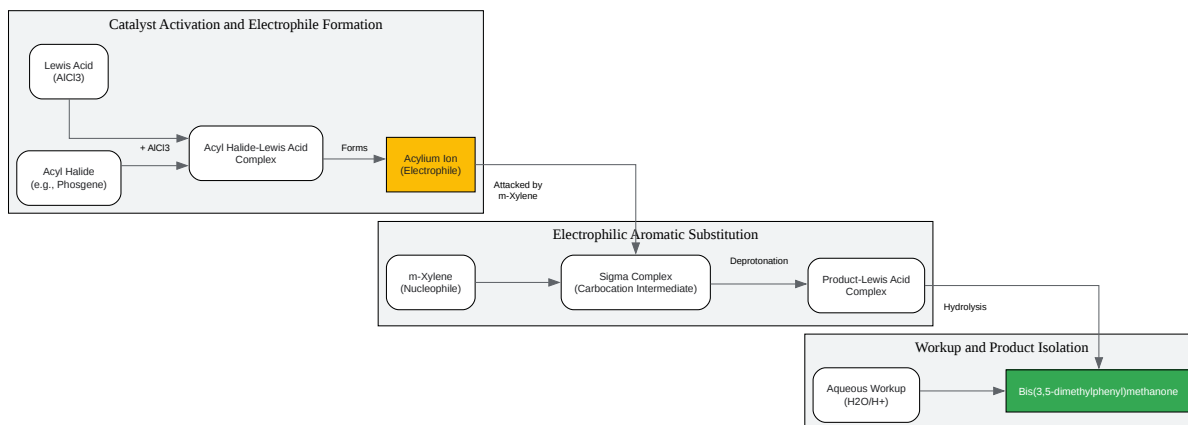 Catalyst Activation and Electrophile Formation
Lewis Acid
(AlCl3)
+ AlCl3
Acyl Halide
(e.g., Phosgene)
Acyl Halide-Lewis Acid
Complex
Forms
Acylium Ion
(Electrophile)
Attacked by
m-Xylene
Electrophilic Aromatic Substitution
m-Xylene
(Nucleophile)
Sigma Complex
(Carbocation Intermediate)
Deprotonation
Product-Lewis Acid
Complex
Hydrolysis
Workup and Product Isolation
Aqueous Workup
(H2O/H+)
Bis(3,5-dimethylphenyl)methanone